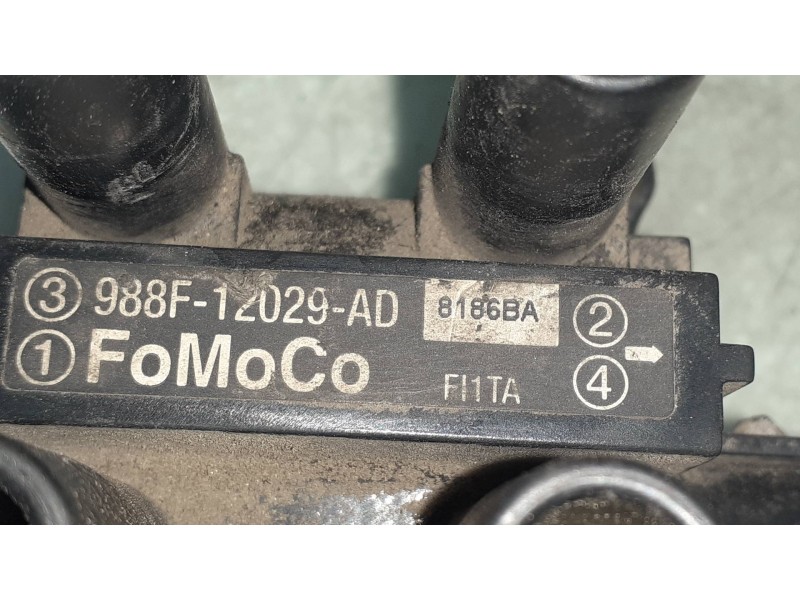 ③ 988F-12029-AD 8186BA ②
① FoMoCo FI1TA ④